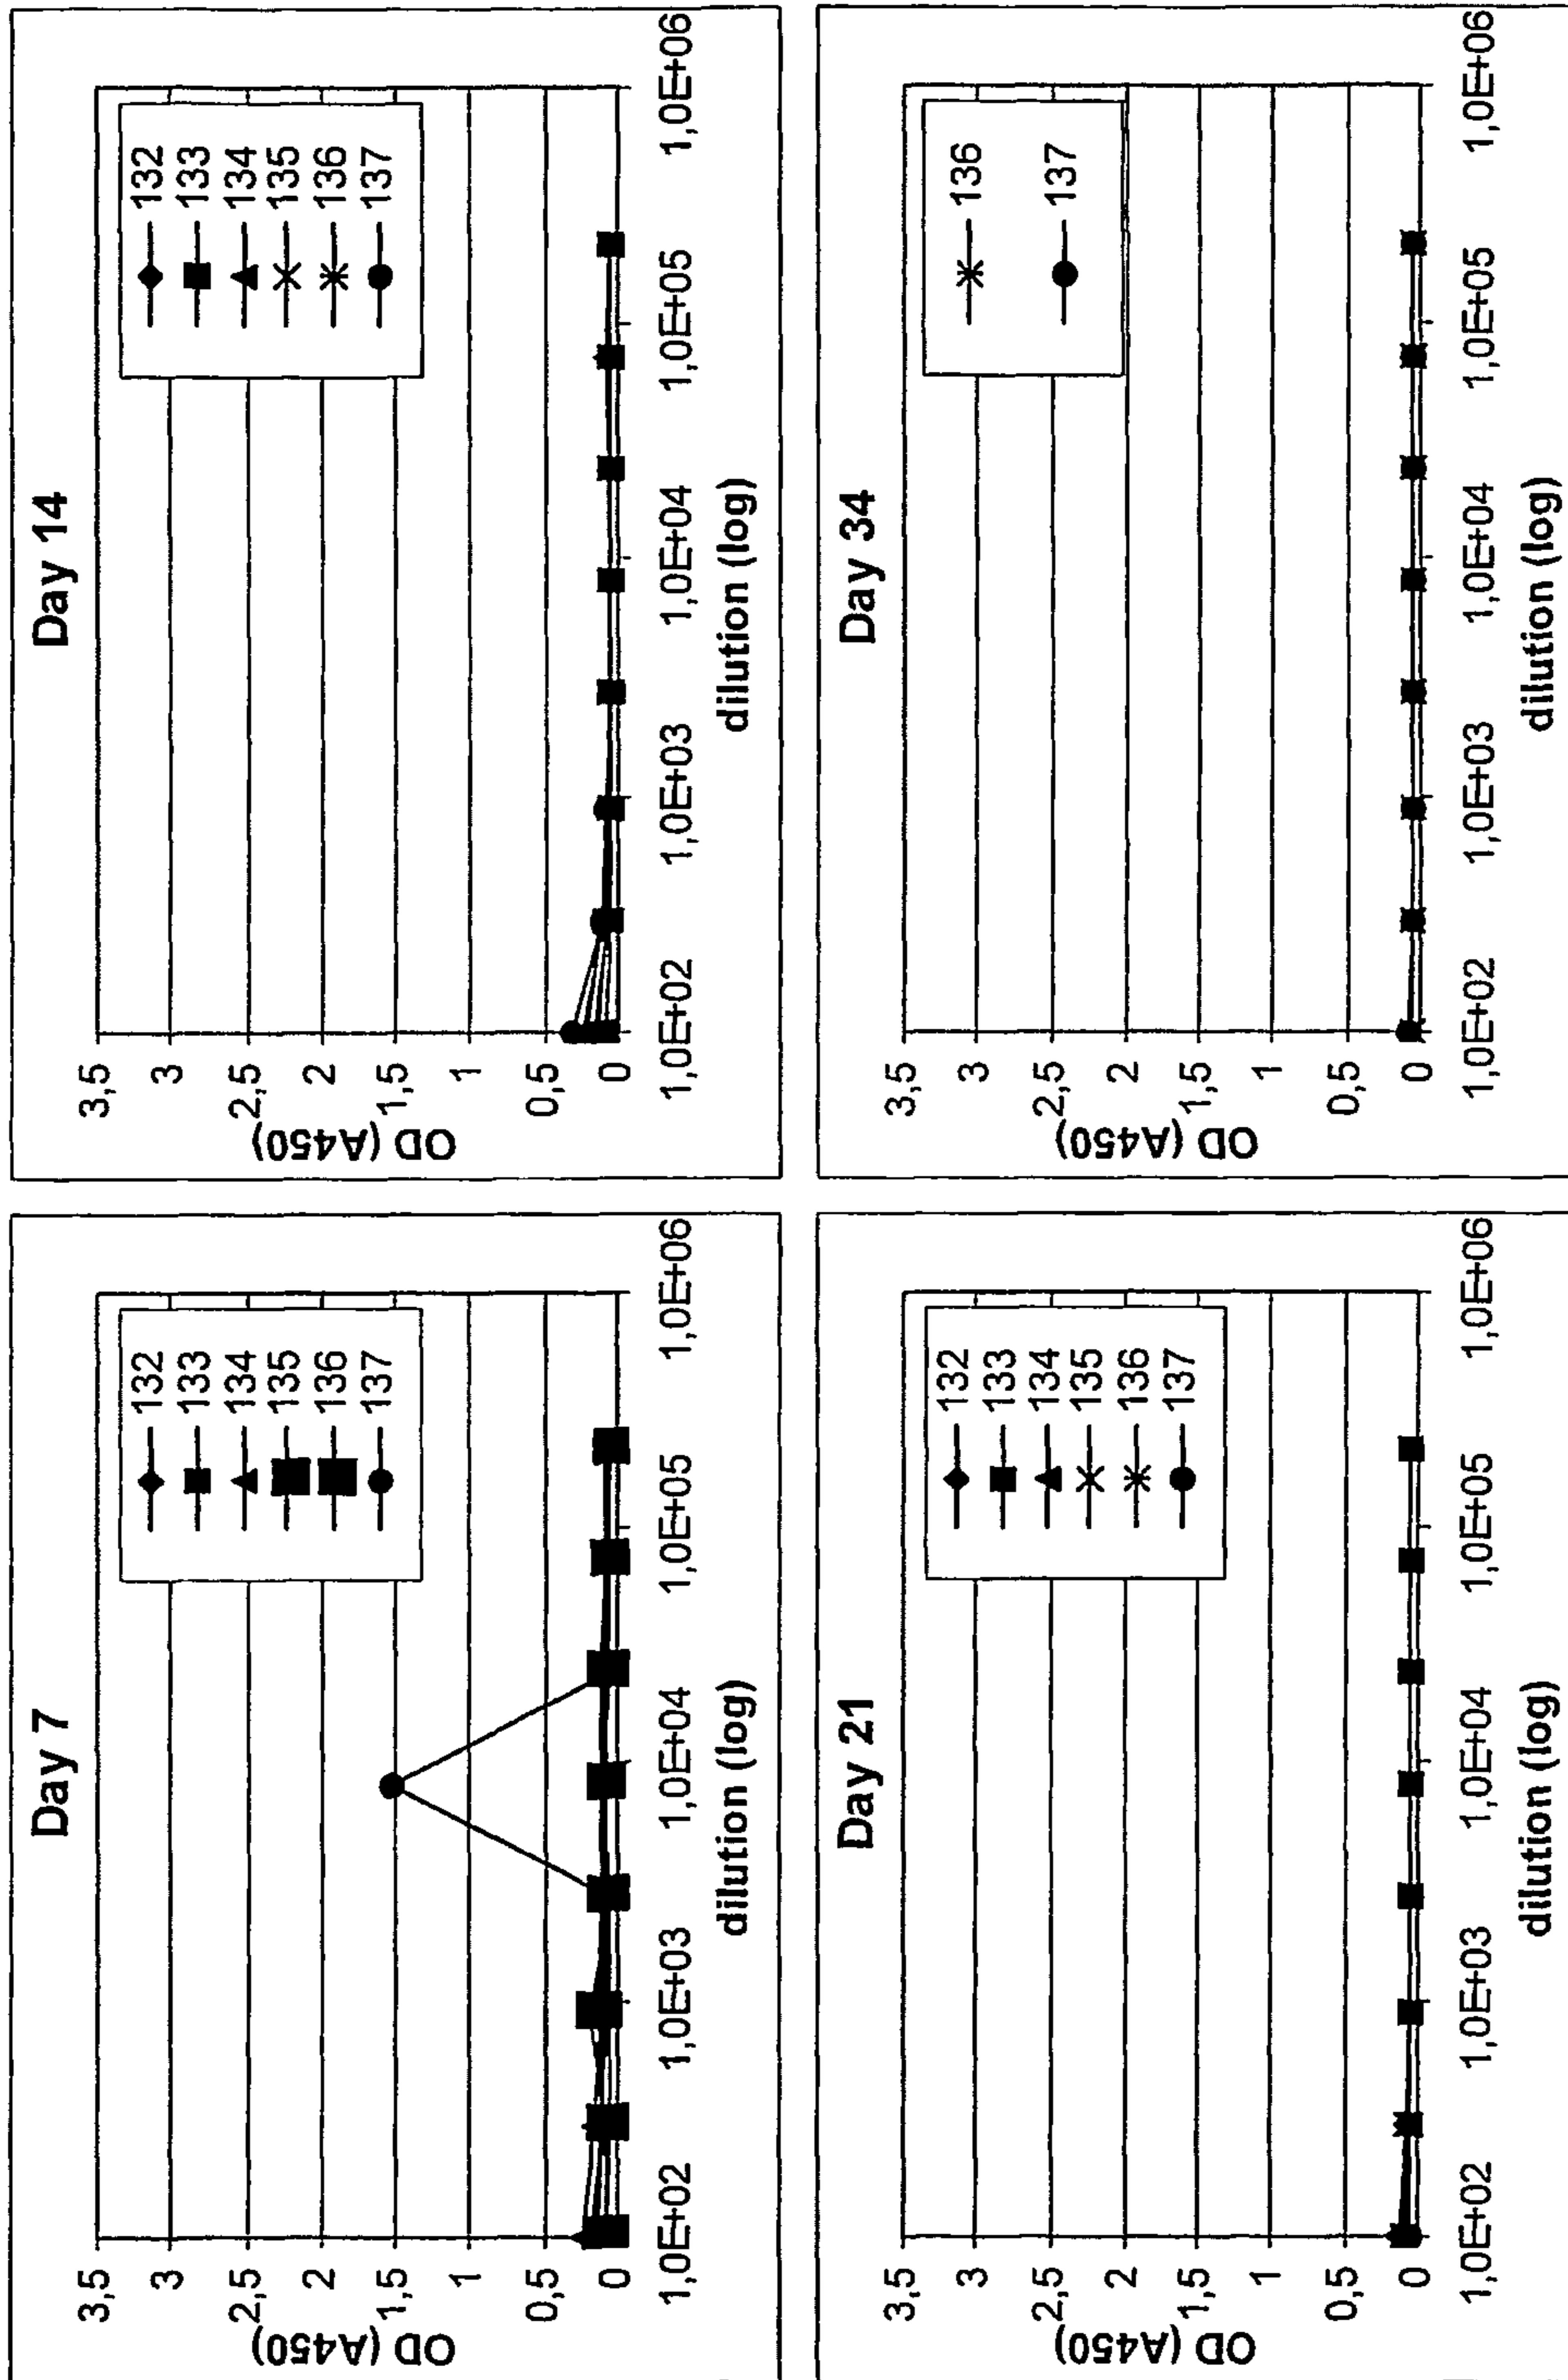 Day 7
3,5
3
2,5
2
1,5
1
0,5
0
OD (A450)
1,0E+02
1,0E+03
1,0E+04
1,0E+05
1,0E+06
dilution (log)
132
133
134
135
136
137
Day 14
3,5
3
2,5
2
1,5
1
0,5
0
OD (A450)
1,0E+02
1,0E+03
1,0E+04
1,0E+05
1,0E+06
dilution (log)
132
133
134
135
136
137
Day 21
3,5
3
2,5
2
1,5
1
0,5
0
OD (A450)
1,0E+02
1,0E+03
1,0E+04
1,0E+05
1,0E+06
dilution (log)
132
133
134
135
136
137
Day 34
3,5
3
2,5
2
1,5
1
0,5
0
OD (A450)
1,0E+02
1,0E+03
1,0E+04
1,0E+05
1,0E+06
dilution (log)
136
137